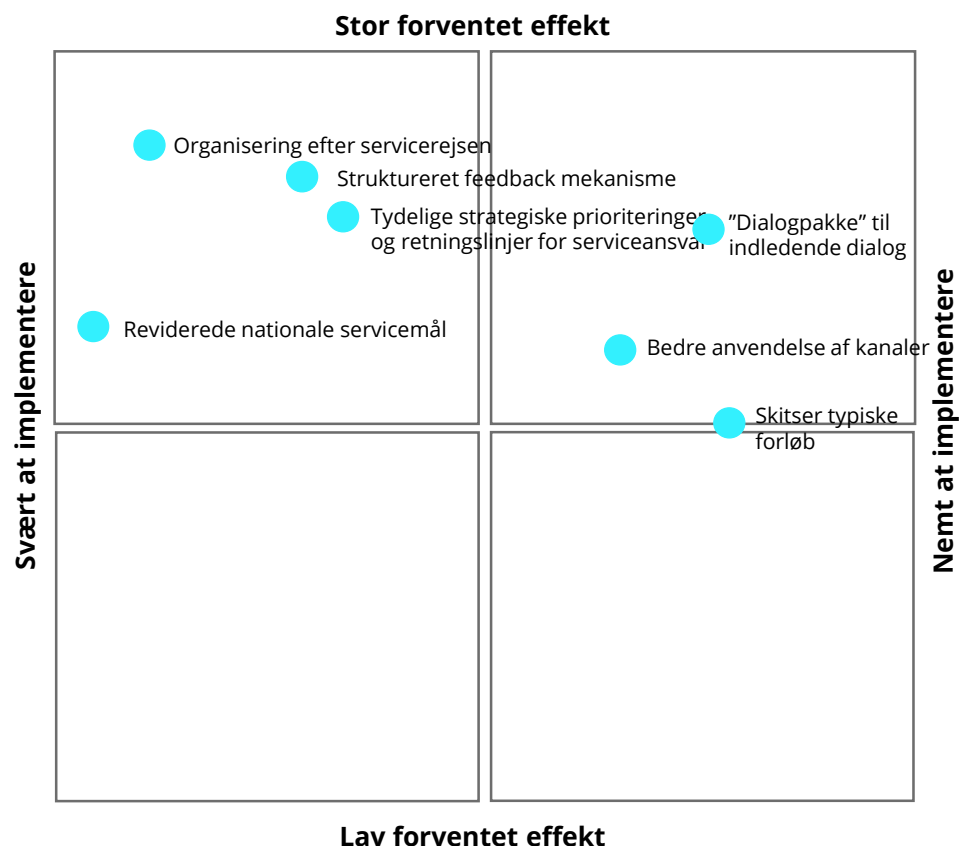 Stor forventet effekt
Organisering efter servicerejsen
Struktureret feedback mekanisme
Tydelige strategiske prioriteringer
og retningslinjer for serviceansvar
”Dialogpakke” til
indledende dialog
Reviderede nationale servicemål
Bedre anvendelse af kanaler
Skitser typiske
forløb
Svært at implementere
Nemt at implementere
Lav forventet effekt